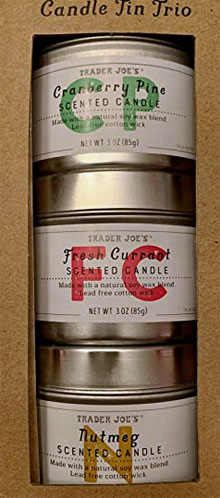 Candle Tin Trio
TRADER JOE'S
Cranberry Pine
CP
SCENTED CANDLE
Made with a natural soy wax blend
Lead free cotton wick.
NET WT 3 OZ (85g)
TRADER JOE'S
Fresh Currant
FC
SCENTED CANDLE
Made with a natural soy wax blend
Lead free cotton wick.
NET WT 3 OZ (85g)
TRADER JOE'S
Nutmeg
N
SCENTED CANDLE
Made with a natural soy wax blend
Lead free cotton wick.